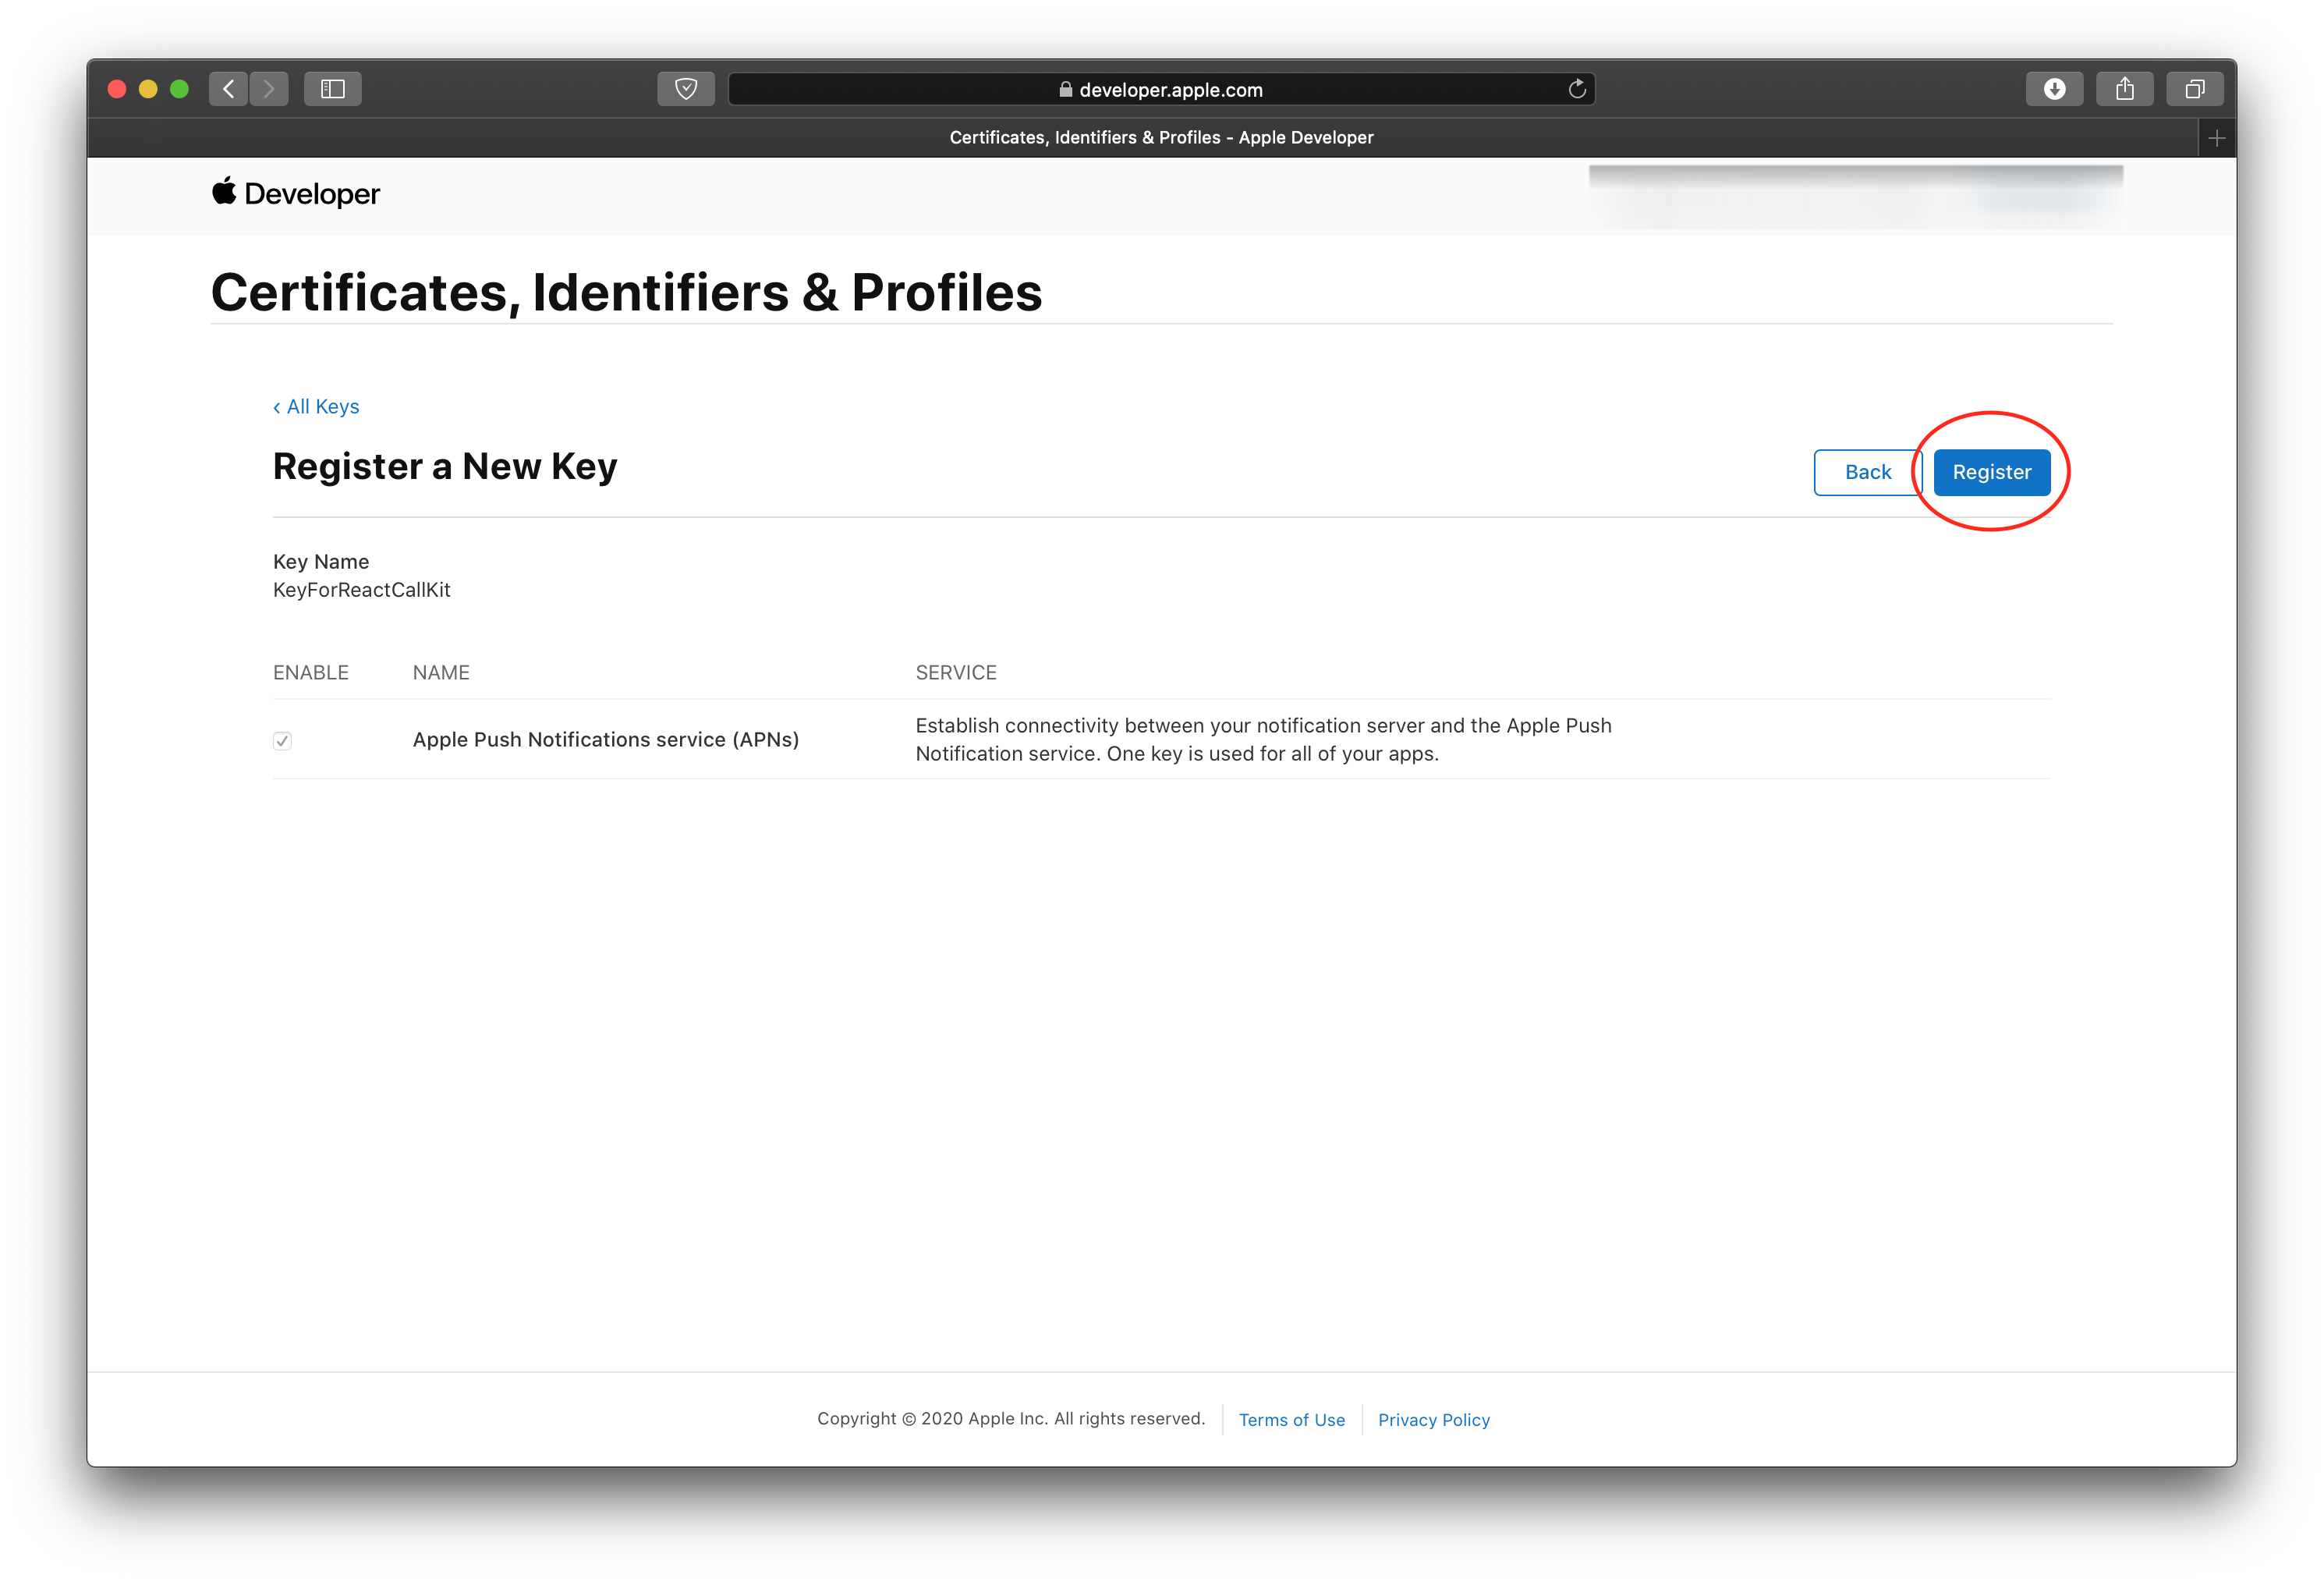 developer.apple.com
Certificates, Identifiers & Profiles - Apple Developer
Developer
Certificates, Identifiers & Profiles
‹ All Keys
Register a New Key
Back
Register
Key Name
KeyForReactCallKit
ENABLE NAME SERVICE
Apple Push Notifications service (APNs)
Establish connectivity between your notification server and the Apple Push
Notification service. One key is used for all of your apps.
Copyright © 2020 Apple Inc. All rights reserved. Terms of Use Privacy Policy